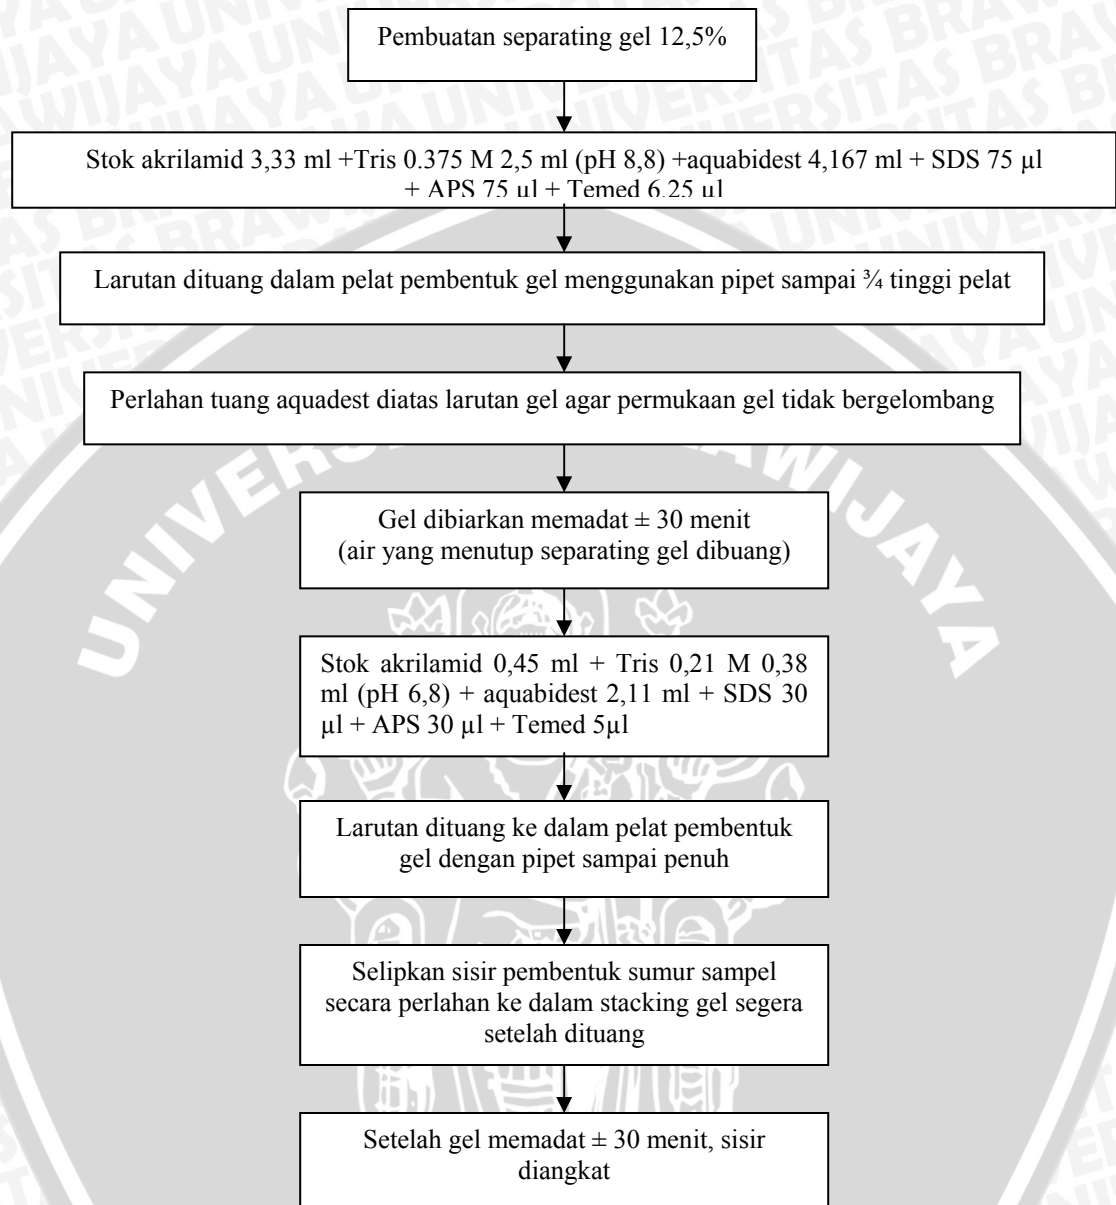 Pembuatan separating gel 12,5%
Stok akrilamid 3,33 ml +Tris 0.375 M 2,5 ml (pH 8,8) +aquabidest 4,167 ml + SDS 75 µl
+ APS 75 µl + Temed 6.25 µl
Larutan dituang dalam pelat pembentuk gel menggunakan pipet sampai ¾ tinggi pelat
Perlahan tuang aquadest diatas larutan gel agar permukaan gel tidak bergelombang
Gel dibiarkan memadat ± 30 menit
(air yang menutup separating gel dibuang)
Stok akrilamid 0,45 ml + Tris 0,21 M 0,38
ml (pH 6,8) + aquabidest 2,11 ml + SDS 30
µl + APS 30 µl + Temed 5µl
Larutan dituang ke dalam pelat pembentuk
gel dengan pipet sampai penuh
Selipkan sisir pembentuk sumur sampel
secara perlahan ke dalam stacking gel segera
setelah dituang
Setelah gel memadat ± 30 menit, sisir
diangkat